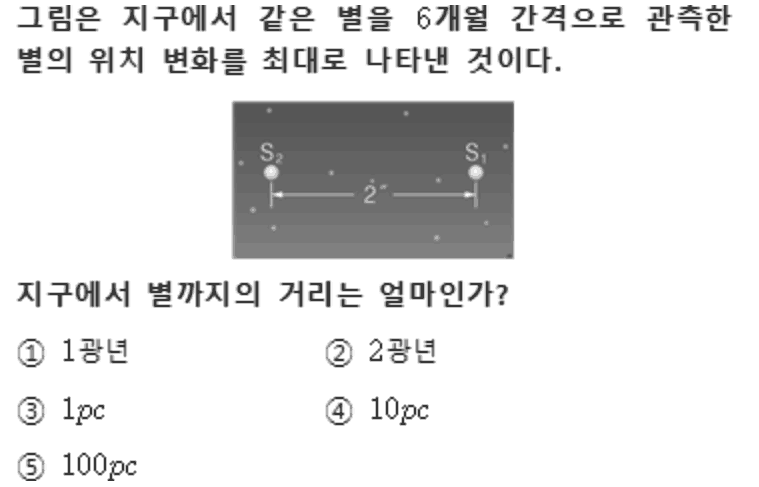 그림은 지구에서 같은 별을 6개월 간격으로 관측한
별의 위치 변화를 최대로 나타낸 것이다.
S₂ S₁
2″
지구에서 별까지의 거리는 얼마인가?
① 1광년 ② 2광년
③ 1pc ④ 10pc
⑤ 100pc